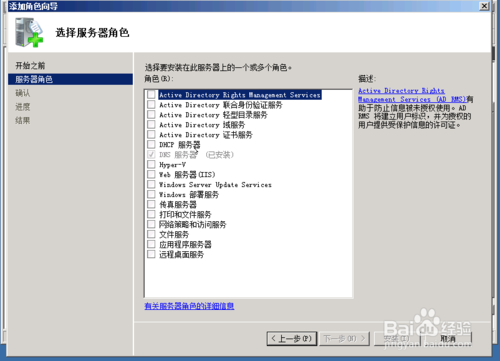 添加角色向导
选择服务器角色
开始之前
服务器角色
确认
进度
结果
选择要安装在此服务器上的一个或多个角色。
角色(R):
Active Directory Rights Management Services
Active Directory 联合身份验证服务
Active Directory 轻型目录服务
Active Directory 域服务
Active Directory 证书服务
DHCP 服务器
DNS 服务器 (已安装)
Hyper-V
Web 服务器(IIS)
Windows Server Update Services
Windows 部署服务
传真服务器
打印和文件服务
网络策略和访问服务
文件服务
应用程序服务器
远程桌面服务
有关服务器角色的详细信息
描述:
Active Directory Rights
Management Services (AD RMS)有
助于防止信息被未授权使用。AD
RMS 将建立用户标识，并为授权的
用户提供受保护信息的许可证。
< 上一步(P)
下一步(N) >
安装(I)
取消
Baidu 经验
jingyan.baidu.com